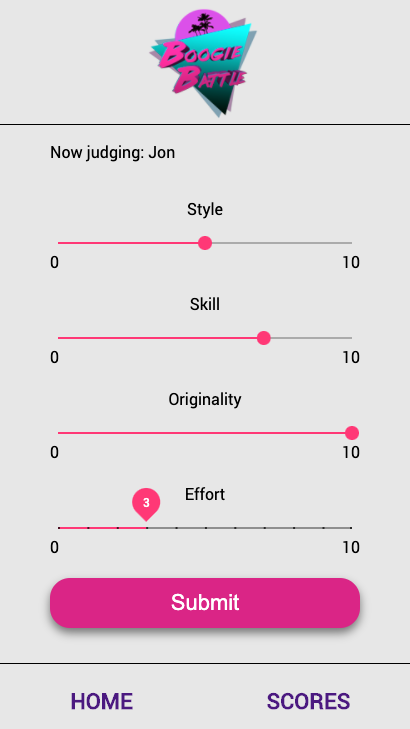 Boogie
Battle
Now judging: Jon
Style
0 10
Skill
0 10
Originality
0 10
Effort
3
0 10
Submit
HOME SCORES